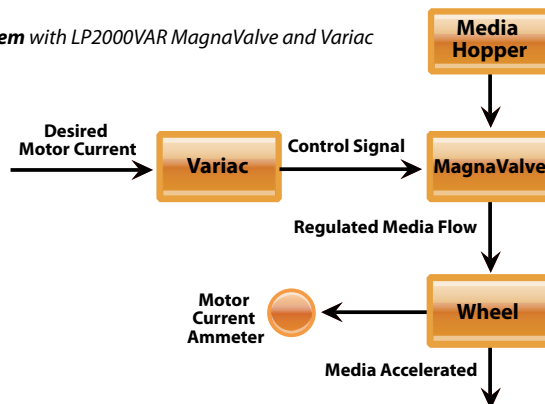 em with LP2000VAR MagnaValve and Variac
Media
Hopper
Desired
Motor Current
Variac
Control Signal
MagnaValve
Regulated Media Flow
Motor
Current
Ammeter
Wheel
Media Accelerated